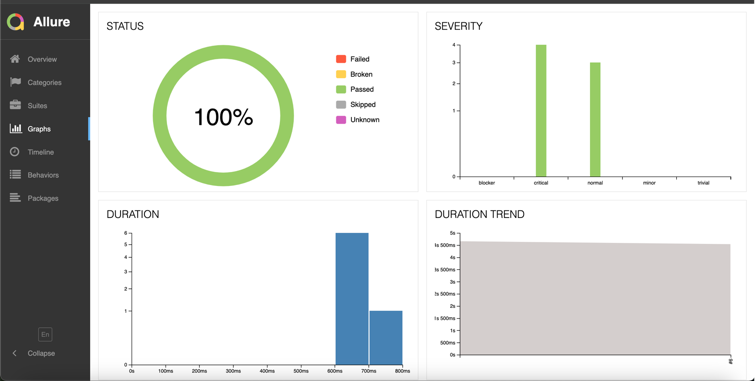 Allure
Overview
Categories
Suites
Graphs
Timeline
Behaviors
Packages
En
Collapse
STATUS
100%
Failed
Broken
Passed
Skipped
Unknown
SEVERITY
4
3
2
1
0
blocker critical normal minor trivial
DURATION
6
5
4
3
2
1
0
0s 100ms 200ms 300ms 400ms 500ms 600ms 700ms 800ms
DURATION TREND
5s
4s 500ms
4s
3s 500ms
3s
2s 500ms
2s
1s 500ms
1s
500ms
0s